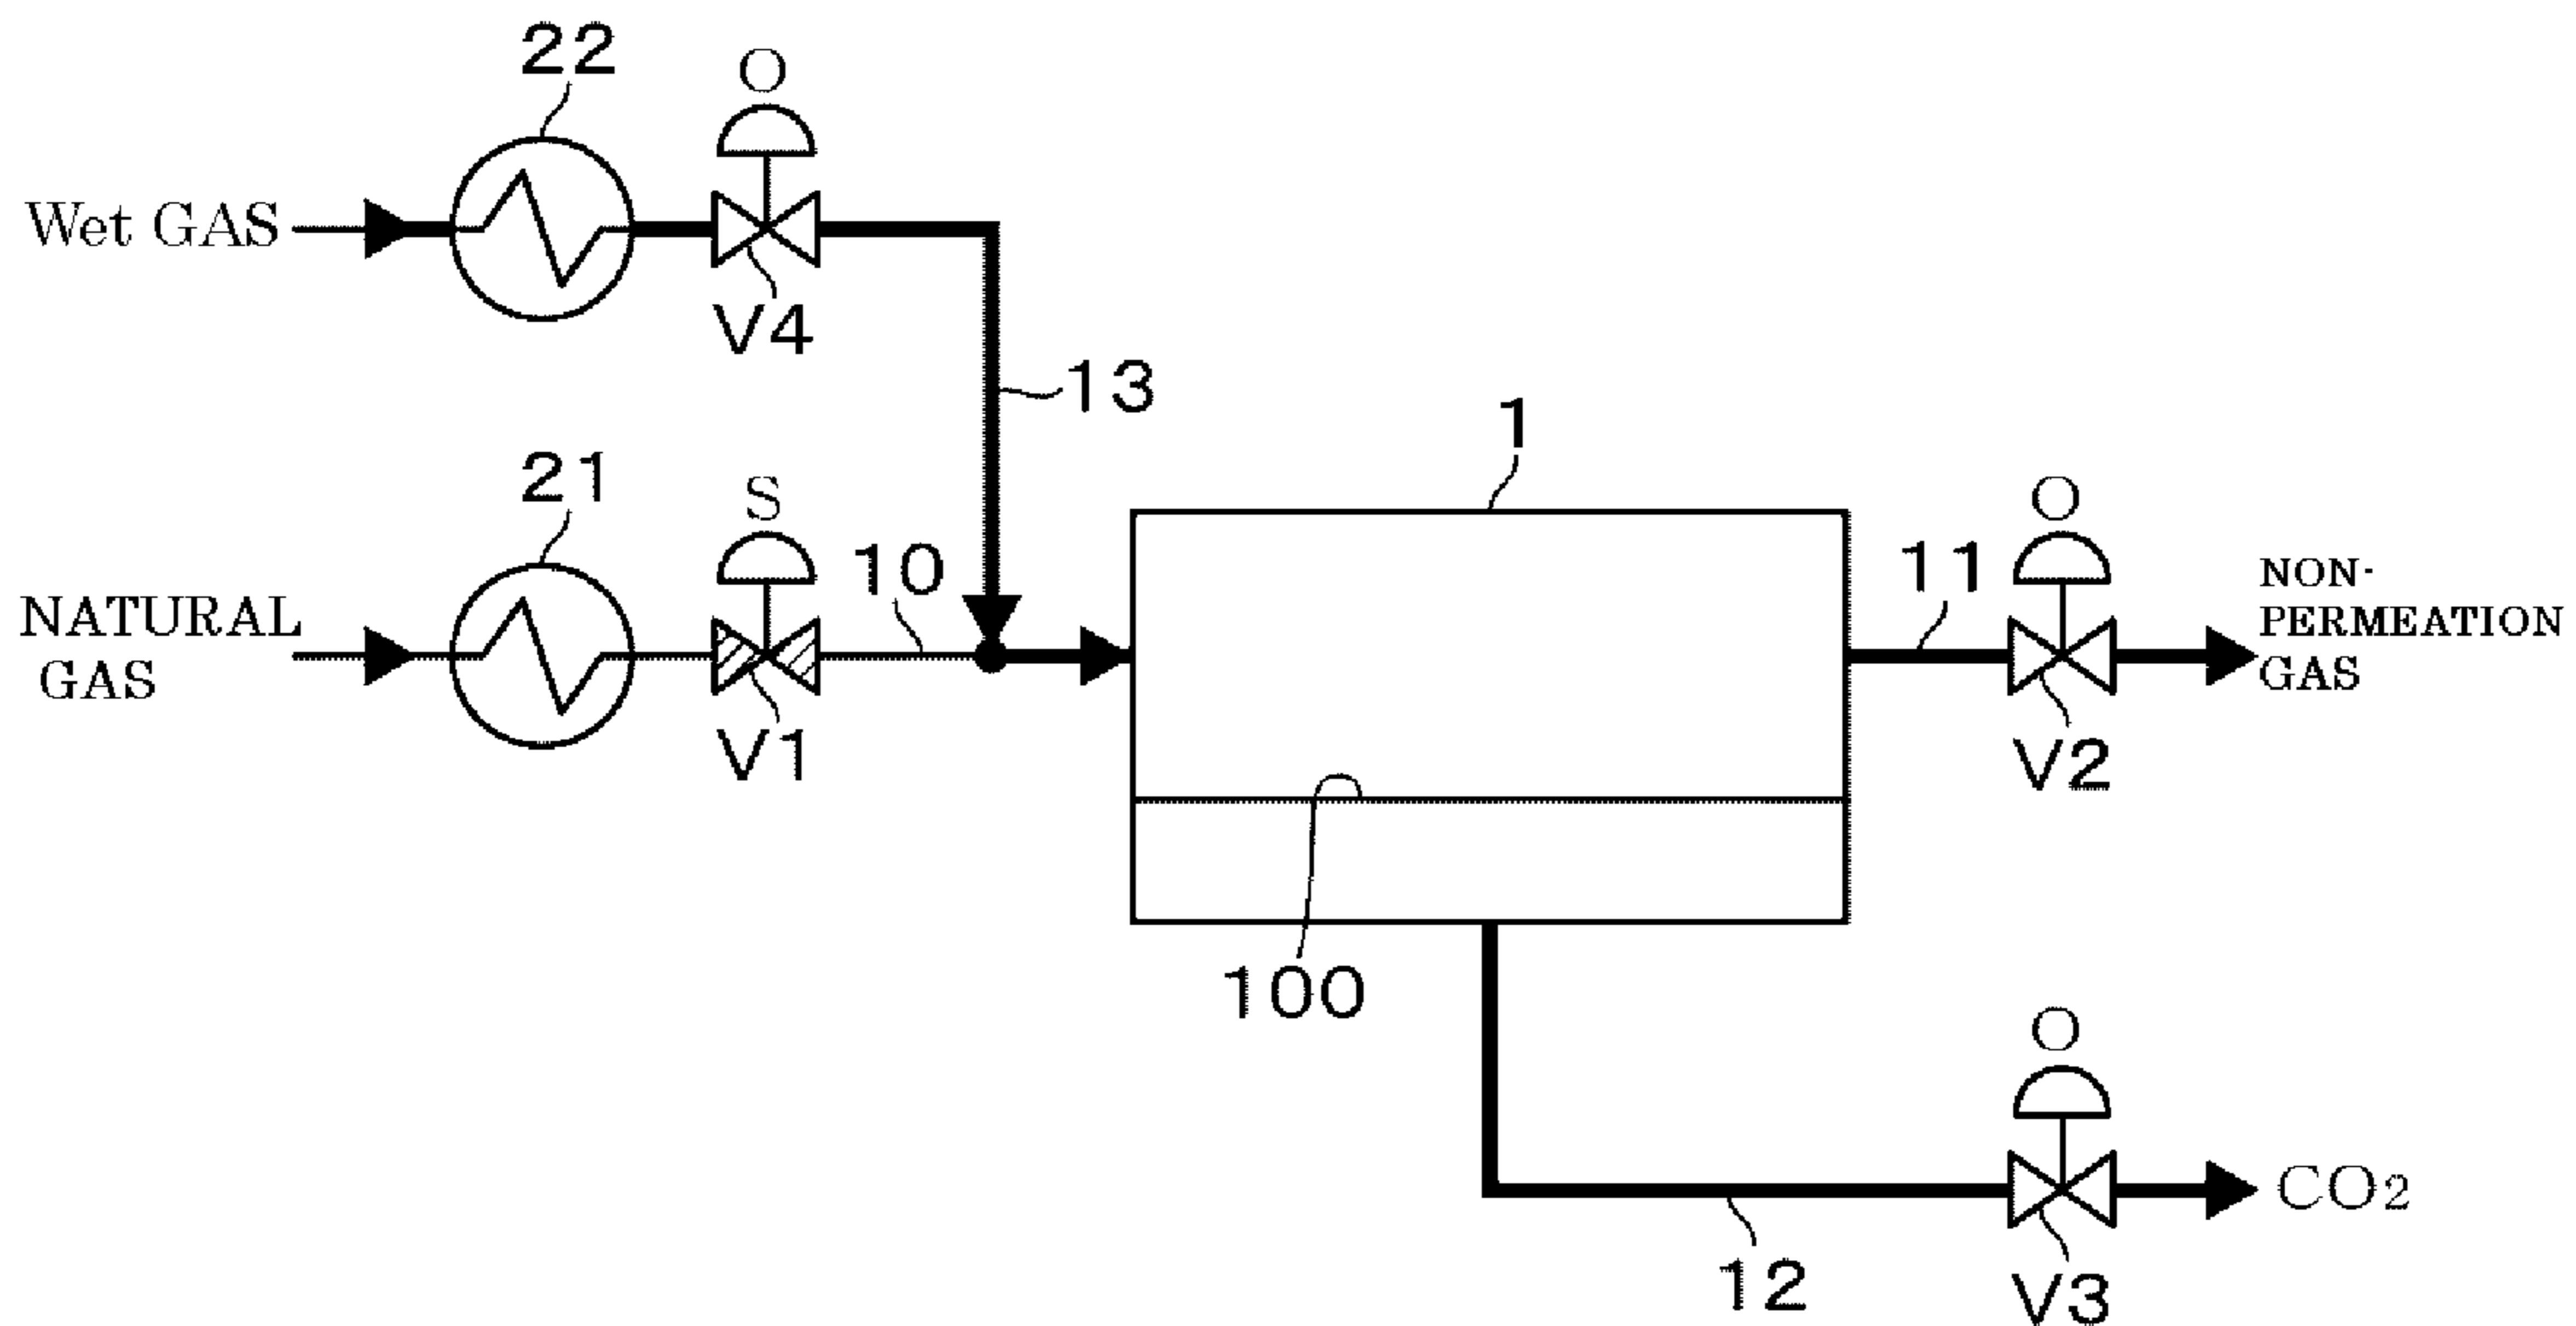 22
O
Wet GAS
V4
13
1
21
S
10
O
11
NATURAL
GAS
NON-
PERMEATION
GAS
V1
V2
100
O
CO2
12
V3